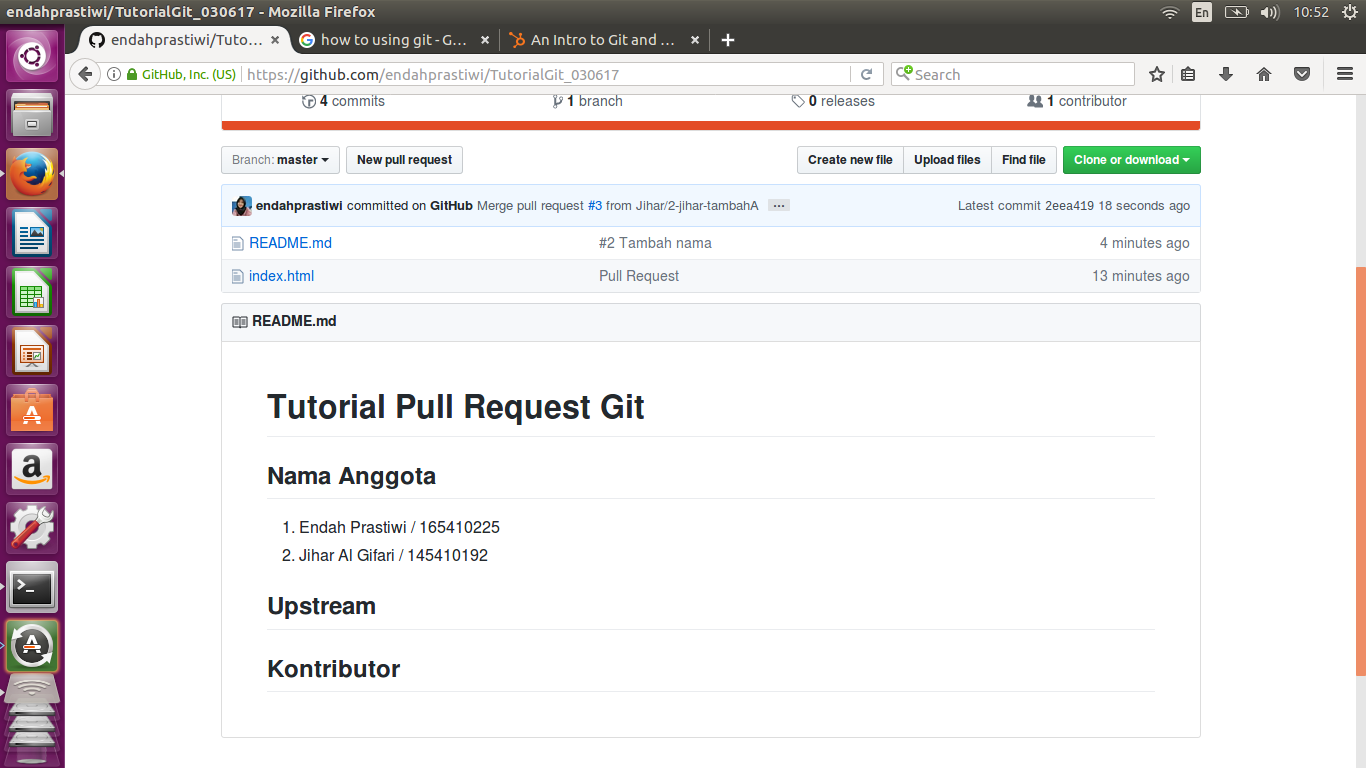 endahprastiwi/TutorialGit_030617 - Mozilla Firefox
En
10:52
endahprastiwi/Tuto...
how to using git - G...
An Intro to Git and ...
GitHub, Inc. (US)
https://github.com/endahprastiwi/TutorialGit_030617
Search
4 commits
1 branch
0 releases
1 contributor
Branch: master
New pull request
Create new file
Upload files
Find file
Clone or download
endahprastiwi committed on GitHub Merge pull request #3 from Jihar/2-jihar-tambahA ...
Latest commit 2eea419 18 seconds ago
README.md
#2 Tambah nama
4 minutes ago
index.html
Pull Request
13 minutes ago
README.md
Tutorial Pull Request Git
Nama Anggota
1. Endah Prastiwi / 165410225
2. Jihar Al Gifari / 145410192
Upstream
Kontributor